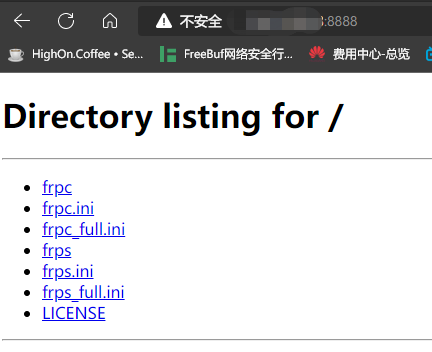 不安全 :8888
HighOn.Coffee • Se... FreeBuf网络安全行... 费用中心-总览
Directory listing for /
frpc
frpc.ini
frpc_full.ini
frps
frps.ini
frps_full.ini
LICENSE